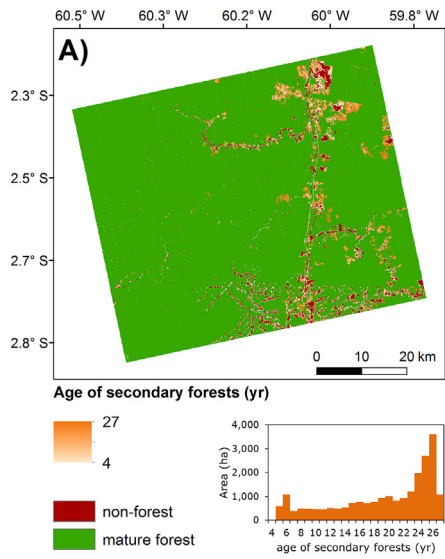 60.5° W 60.3° W 60.2° W 60° W 59.8° W
A)
2.3° S
2.5° S
2.7° S
2.8° S
0 10 20 km
Age of secondary forests (yr)
27
4
non-forest
mature forest
4,000
3,000
2,000
1,000
0
Area (ha)
4 6 8 10 12 14 16 18 20 22 24 26
age of secondary forests (yr)